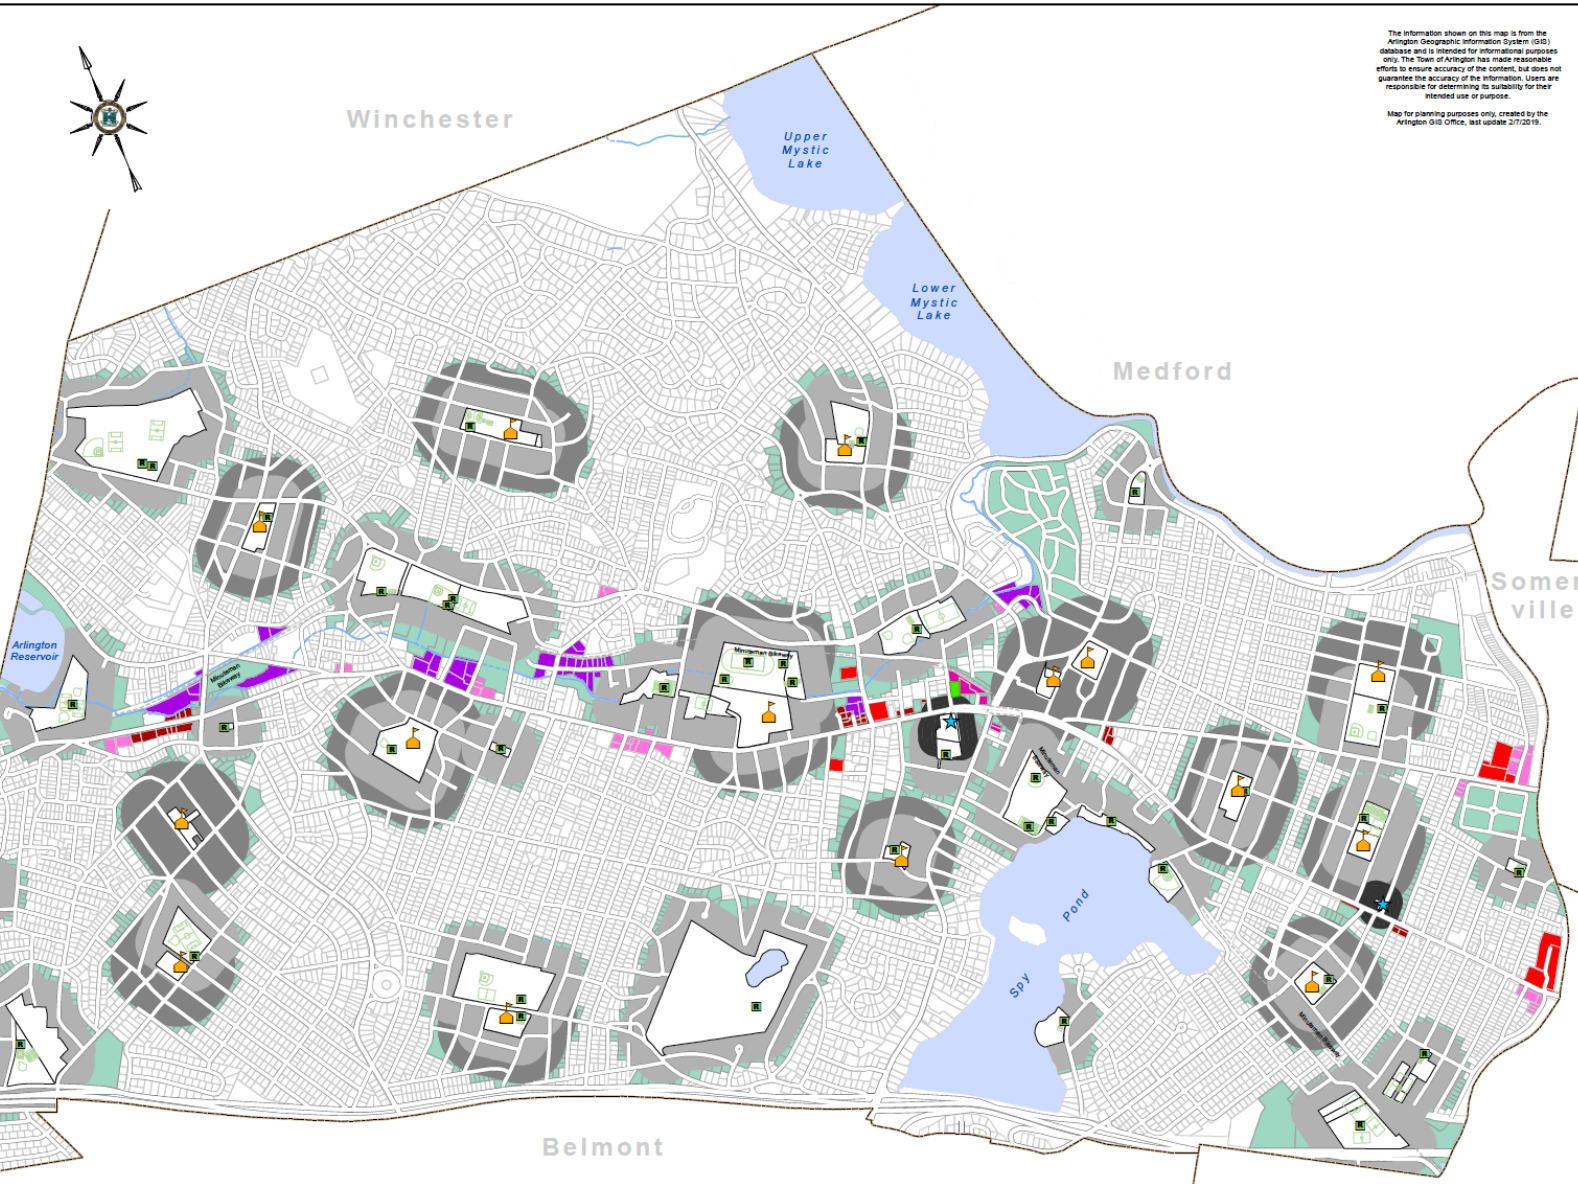 The information shown on this map is from the
Arlington Geographic Information System (GIS)
database and is intended for informational purposes
only. The Town of Arlington has made reasonable
efforts to ensure accuracy of the content, but does not
guarantee the accuracy of the information. Users are
responsible for determining its suitability for their
intended use or purpose.
Map for planning purposes only, created by the
Arlington GIS Office, last update 2/7/2019.
Winchester
Upper
Mystic
Lake
Lower
Mystic
Lake
Medford
Somer
ville
Arlington
Reservoir
Minuteman
Bikeway
Minuteman Bikeway
Minuteman
Bikeway
Spy
Pond
Minuteman Bikeway
Belmont